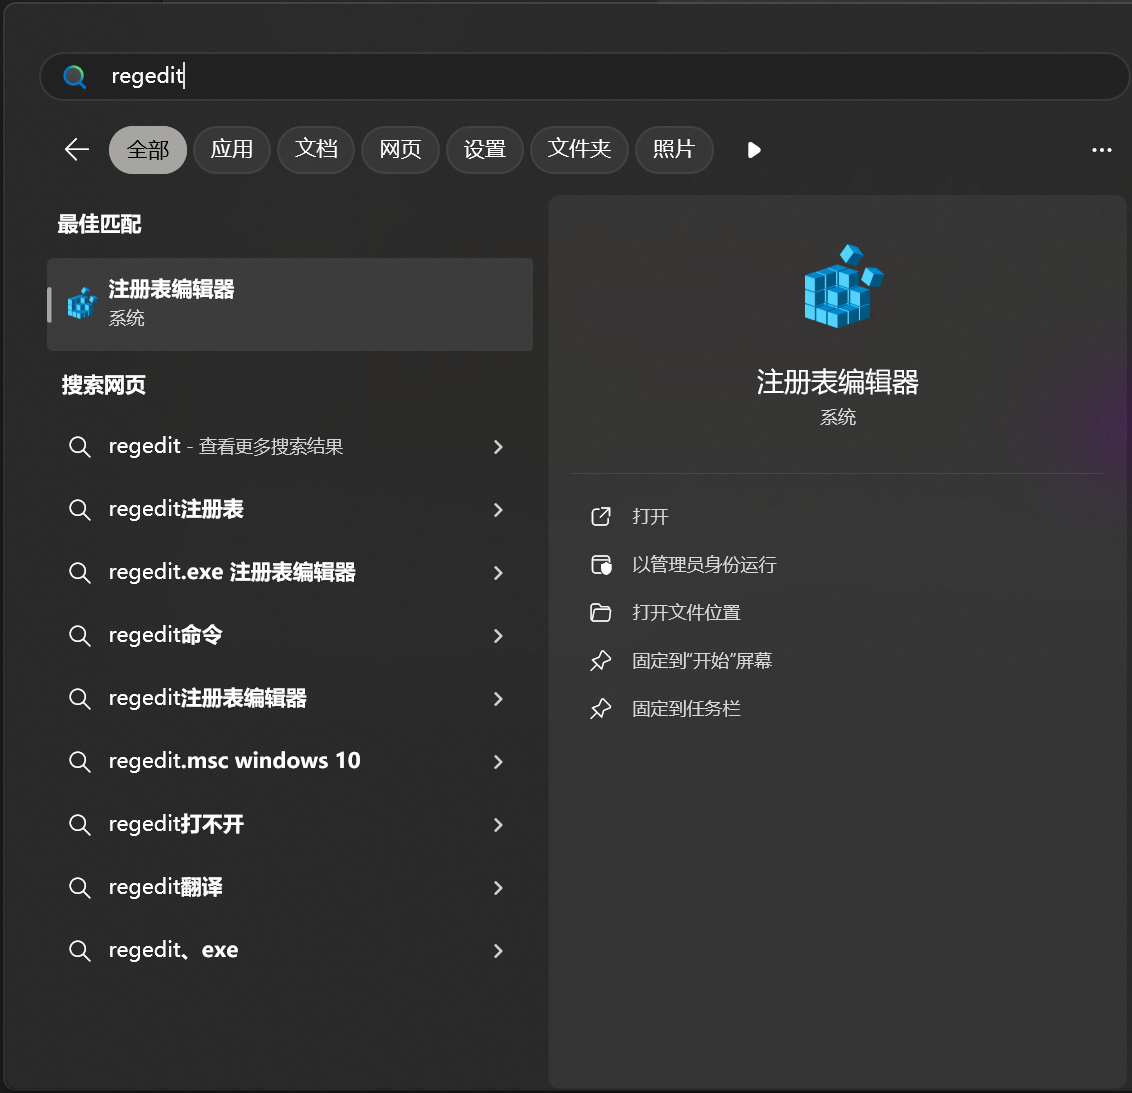 regedit
全部 应用 文档 网页 设置 文件夹 照片
最佳匹配
注册表编辑器
系统
搜索网页
regedit - 查看更多搜索结果
regedit注册表
regedit.exe 注册表编辑器
regedit命令
regedit注册表编辑器
regedit.msc windows 10
regedit打不开
regedit翻译
regedit、exe
注册表编辑器
系统
打开
以管理员身份运行
打开文件位置
固定到“开始”屏幕
固定到任务栏